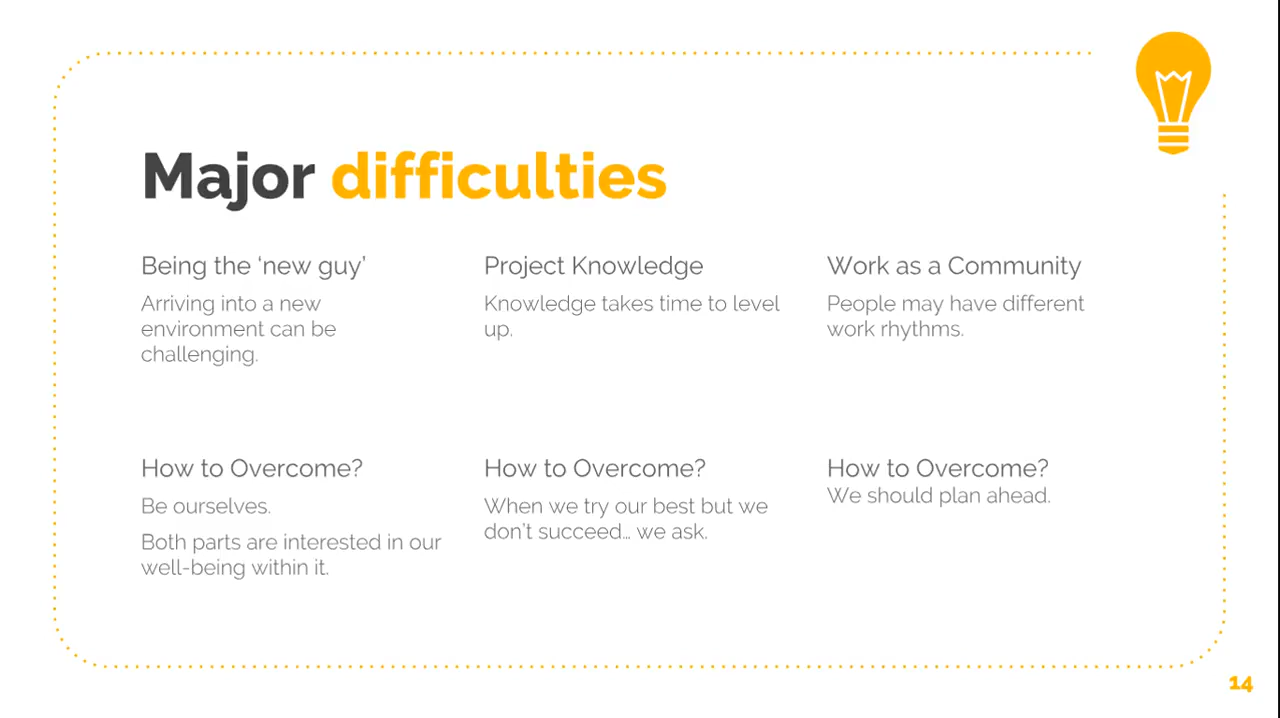 Major difficulties
Being the ‘new guy’
Arriving into a new
environment can be
challenging.
Project Knowledge
Knowledge takes time to level
up.
Work as a Community
People may have different
work rhythms.
How to Overcome?
Be ourselves.
Both parts are interested in our
well-being within it.
How to Overcome?
When we try our best but we
don’t succeed… we ask.
How to Overcome?
We should plan ahead.
14